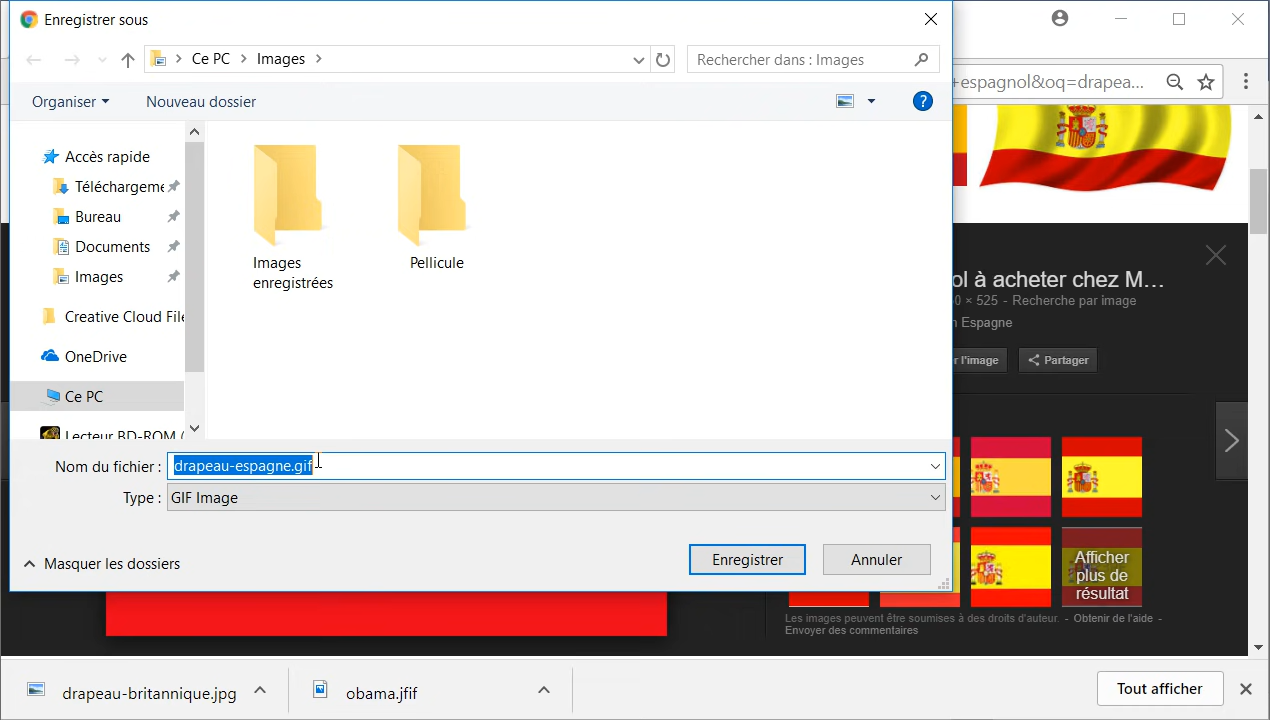 Enregistrer sous
Ce PC > Images >
Rechercher dans : Images
+espagnol&oq=drapea...
Organiser
Nouveau dossier
?
Accès rapide
Téléchargeme
Bureau
Documents
Images
Creative Cloud File
OneDrive
Ce PC
Lecteur BD-ROM (
Images
enregistrées
Pellicule
ol à acheter chez M...
0 × 525 - Recherche par image
n Espagne
r l'image
Partager
Nom du fichier :
drapeau-espagne.gif
Type :
GIF Image
Masquer les dossiers
Enregistrer
Annuler
Afficher
plus de
résultat
Les images peuvent être soumises à des droits d'auteur. - Obtenir de l'aide -
Envoyer des commentaires
drapeau-britannique.jpg
obama.jfif
Tout afficher